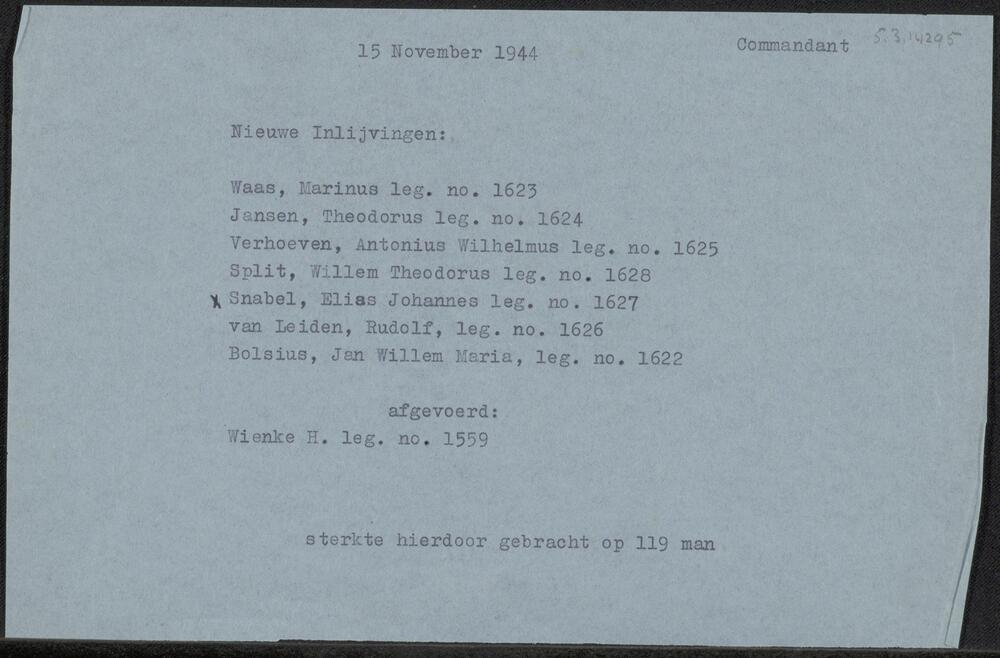 15 November 1944
Commandant
5.3.14295
Nieuwe Inlijvingen:
Waas, Marinus leg. no. 1623
Jansen, Theodorus leg. no. 1624
Verhoeven, Antonius Wilhelmus leg. no. 1625
Split, Willem Theodorus leg. no. 1628
x Snabel, Elias Johannes leg. no. 1627
van Leiden, Rudolf, leg. no. 1626
Bolsius, Jan Willem Maria, leg. no. 1622
afgevoerd:
Wienke H. leg. no. 1559
sterkte hierdoor gebracht op 119 man